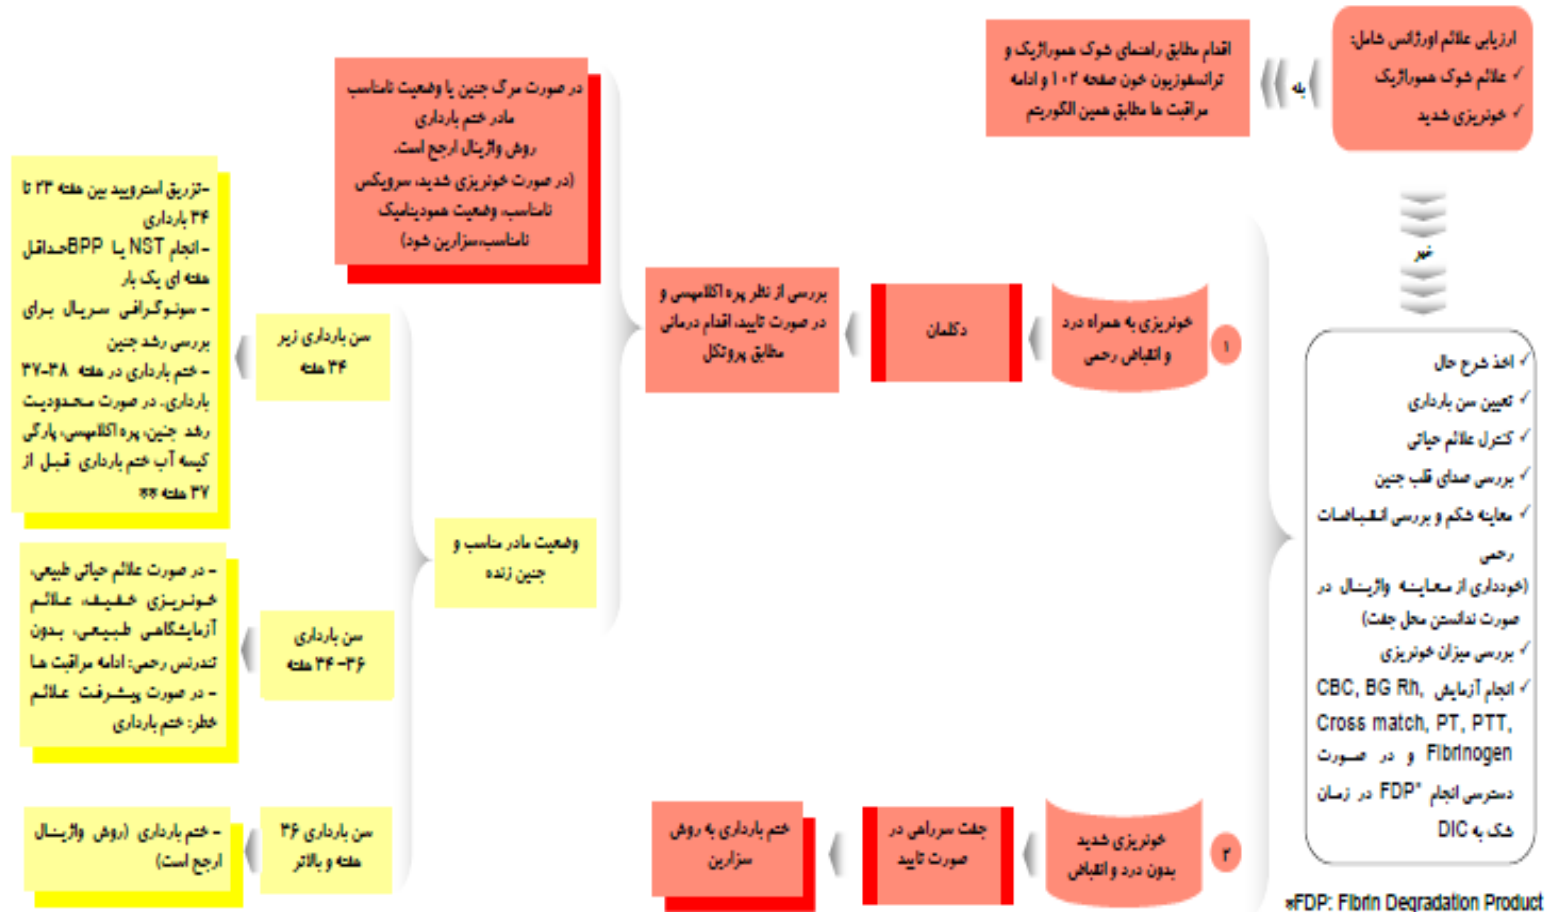 ارزیابی علائم اورژانس شامل:
✓ علائم شوک هموراژیک
✓ خونریزی شدید
بله
اقدام مطابق راهنمای شوک هموراژیک و
ترانسفوزیون خون صفحه ۱۰۲ و ادامه
مراقبت ها مطابق همین الگوریتم
خیر
✓ اخذ شرح حال
✓ تعیین سن بارداری
✓ کنترل علائم حیاتی
✓ بررسی صدای قلب جنین
✓ معاینه شکم و بررسی انقباضات
رحمی
(خودداری از معاینه واژینال در
صورت ندانستن محل جفت)
✓ بررسی میزان خونریزی
✓ انجام آزمایش CBC, BG Rh,
Cross match, PT, PTT,
Fibrinogen و در صورت
دسترسی انجام FDP* در زمان
شک به DIC
*FDP: Fibrin Degradation Product
۱
خونریزی به همراه درد
و انقباض رحمی
دکلمان
بررسی از نظر پره اکلامپسی و
در صورت تایید، اقدام درمانی
مطابق پروتکل
در صورت مرگ جنین یا وضعیت نامناسب
مادر ختم بارداری
روش واژینال ارجح است.
(در صورت خونریزی شدید، سرویکس
نامناسب، وضعیت همودینامیک
نامناسب،سزارین شود)
وضعیت مادر مناسب و
جنین زنده
سن بارداری زیر
۳۴ هفته
-تزریق استرویید بین هفته ۲۳ تا
۳۴ بارداری
- انجام NST یا BPPحداقل
هفته ای یک بار
- سونوگرافی سریال برای
بررسی رشد جنین
- ختم بارداری در هفته ۳۸-۳۷
بارداری. در صورت محدودیت
رشد جنین، پره اکلامپسی، پارگی
کیسه آب ختم بارداری قبل از
۳۷ هفته **
سن بارداری
۳۶-۳۴ هفته
- در صورت علائم حیاتی طبیعی،
خونریزی خفیف، علائم
آزمایشگاهی طبیعی، بدون
تندرنس رحمی: ادامه مراقبت ها
- در صورت پیشرفت علائم
خطر: ختم بارداری
سن بارداری ۳۶
هفته و بالاتر
- ختم بارداری (روش واژینال
ارجح است)
۲
خونریزی شدید
بدون درد و انقباض
جفت سرراهی در
صورت تایید
ختم بارداری به روش
سزارین